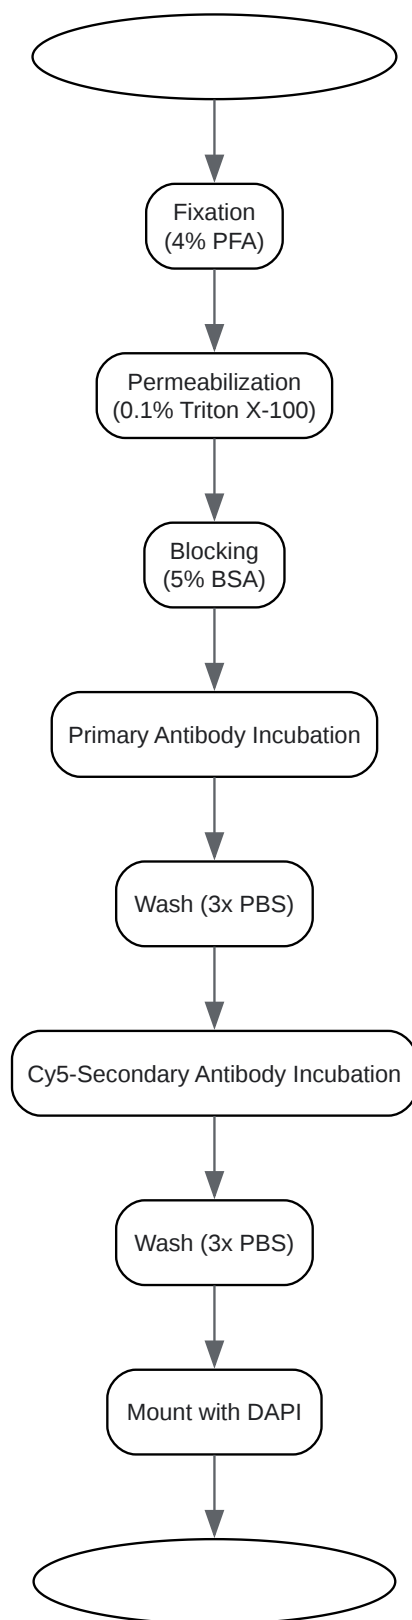 Fixation
(4% PFA)
Permeabilization
(0.1% Triton X-100)
Blocking
(5% BSA)
Primary Antibody Incubation
Wash (3x PBS)
Cy5-Secondary Antibody Incubation
Wash (3x PBS)
Mount with DAPI